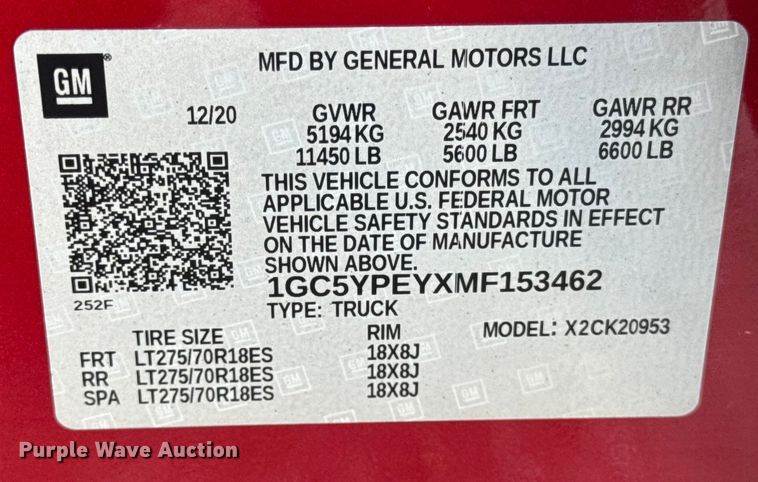 GM
MFD BY GENERAL MOTORS LLC
12/20 GVWR GAWR FRT GAWR RR
5194 KG 2540 KG 2994 KG
11450 LB 5600 LB 6600 LB
THIS VEHICLE CONFORMS TO ALL
APPLICABLE U.S. FEDERAL MOTOR
VEHICLE SAFETY STANDARDS IN EFFECT
ON THE DATE OF MANUFACTURE
SHOWN ABOVE.
252F
1GC5YPEYXMF153462
TYPE: TRUCK
MODEL: X2CK20953
TIRE SIZE RIM
FRT LT275/70R18ES 18X8J
RR LT275/70R18ES 18X8J
SPA LT275/70R18ES 18X8J
Purple Wave Auction